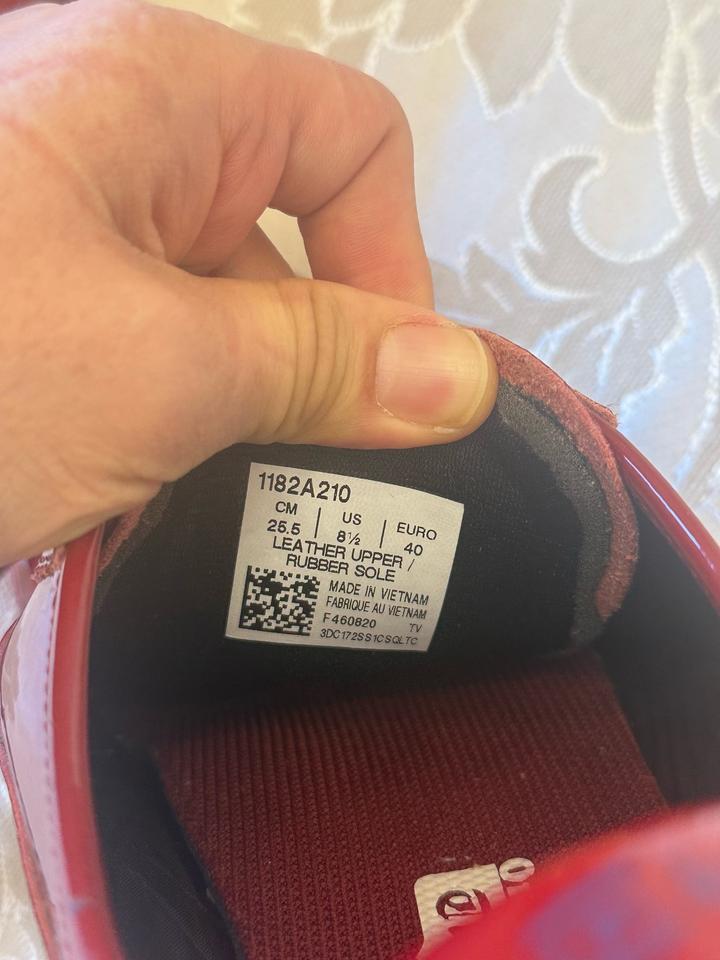 1182A210
CM | US | EURO
25.5 | 8½ | 40
LEATHER UPPER /
RUBBER SOLE
MADE IN VIETNAM
FABRIQUE AU VIETNAM
F460820 TV
3DC172SS1CSQLTC